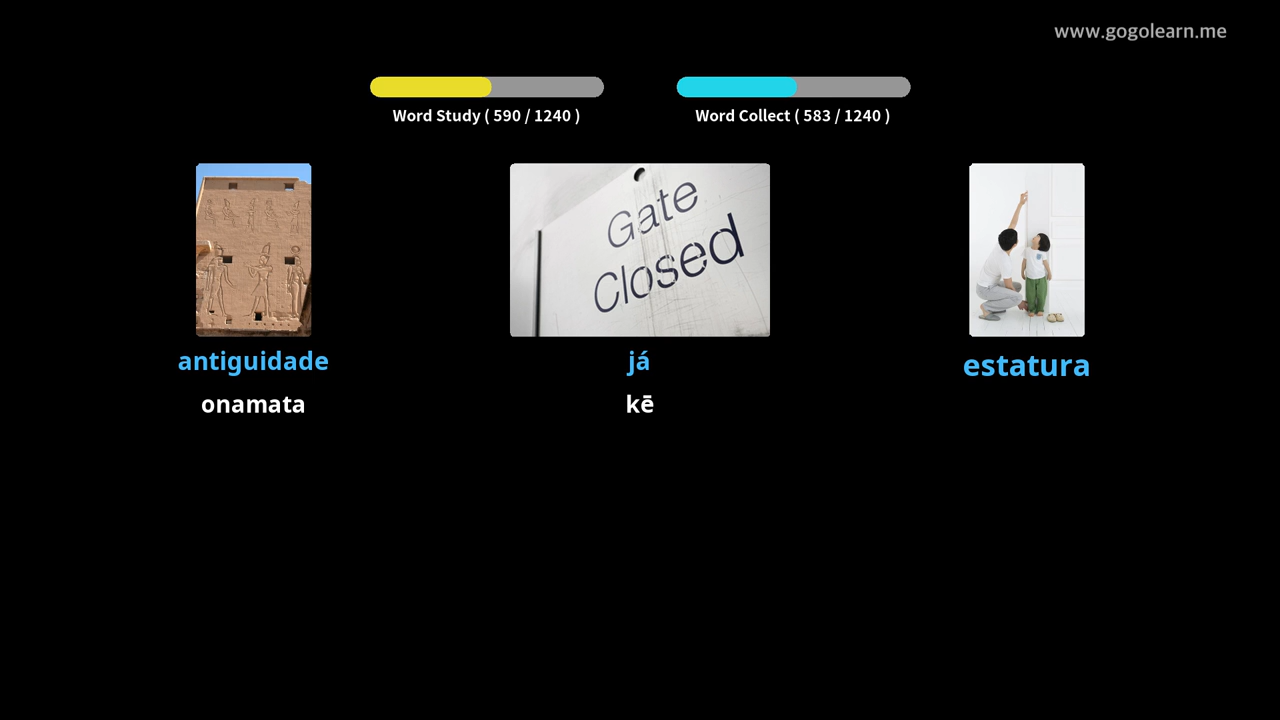 www.gogolearn.me
Word Study ( 590 / 1240 )
Word Collect ( 583 / 1240 )
Gate
Closed
antiguidade
já
estatura
onamata
kē